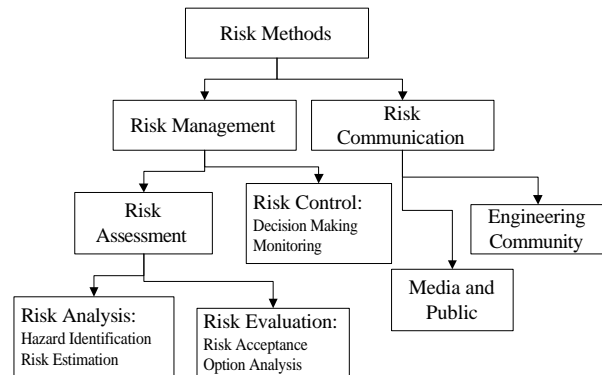 Risk Methods
Risk Management
Risk
Communication
Risk
Assessment
Risk Control:
Decision Making
Monitoring
Engineering
Community
Media and
Public
Risk Analysis:
Hazard Identification
Risk Estimation
Risk Evaluation:
Risk Acceptance
Option Analysis